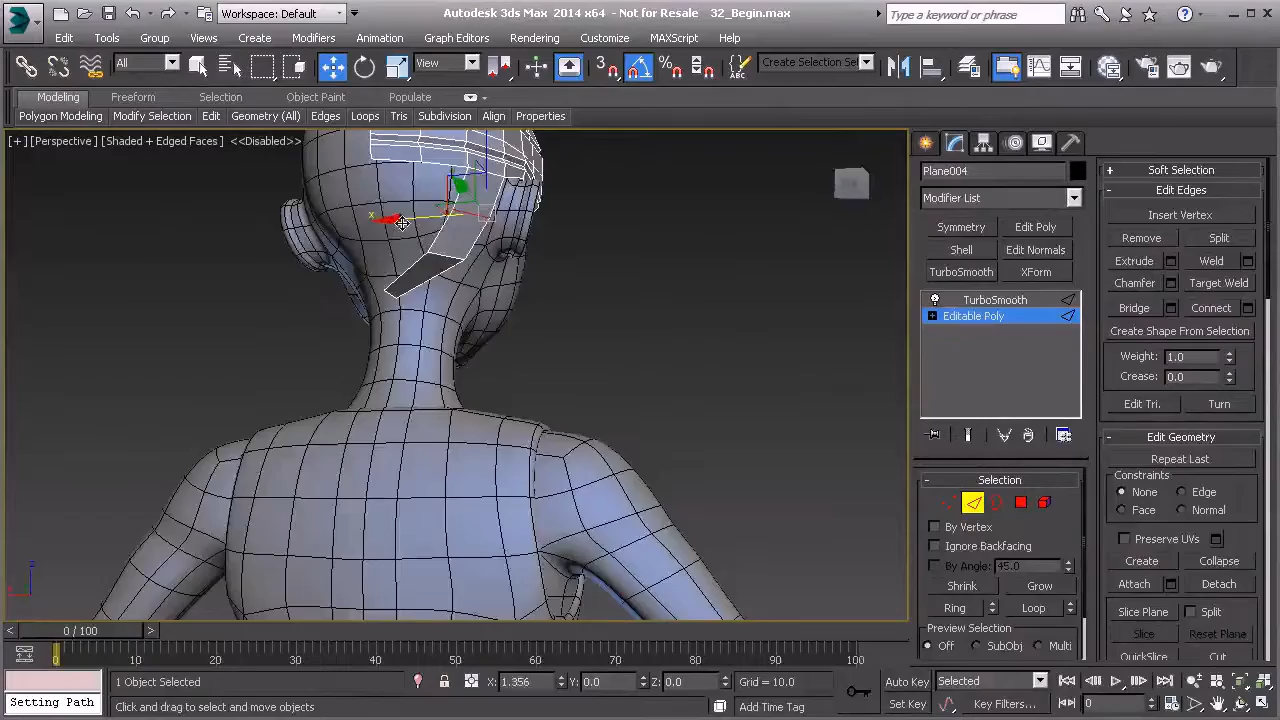 Workspace: Default
Autodesk 3ds Max 2014 x64 - Not for Resale 32_Begin.max
Type a keyword or phrase
File Edit Tools Group Views Create Modifiers Animation Graph Editors Rendering Customize MAXScript Help
All
View
Create Selection Se
Modeling Freeform Selection Object Paint Populate
Polygon Modeling Modify Selection Edit Geometry (All) Edges Loops Tris Subdivision Align Properties
[+] [Perspective] [Shaded + Edged Faces] <<Disabled>>
x
z
Plane004
Modifier List
Symmetry Edit Poly
Shell Edit Normals
TurboSmooth XForm
TurboSmooth
Editable Poly
- Selection
By Vertex
Ignore Backfacing
By Angle: 45.0
Shrink Grow
Ring Loop
Preview Selection
Off SubObj Multi
+ Soft Selection
- Edit Edges
Insert Vertex
Remove Split
Extrude Weld
Chamfer Target Weld
Bridge Connect
Create Shape From Selection
Weight: 1.0
Crease: 0.0
Edit Tri. Turn
- Edit Geometry
Repeat Last
Constraints
None Edge
Face Normal
Preserve UVs
Create Collapse
Attach Detach
Slice Plane Split
Slice Reset Plane
QuickSlice Cut
< 0 / 100 >
0 10 20 30 40 50 60 70 80 90 100
1 Object Selected X: 1.356 Y: 0.0 Z: 0.0 Grid = 10.0 Auto Key Selected
Setting Path Click and drag to select and move objects Add Time Tag Set Key Key Filters... 0